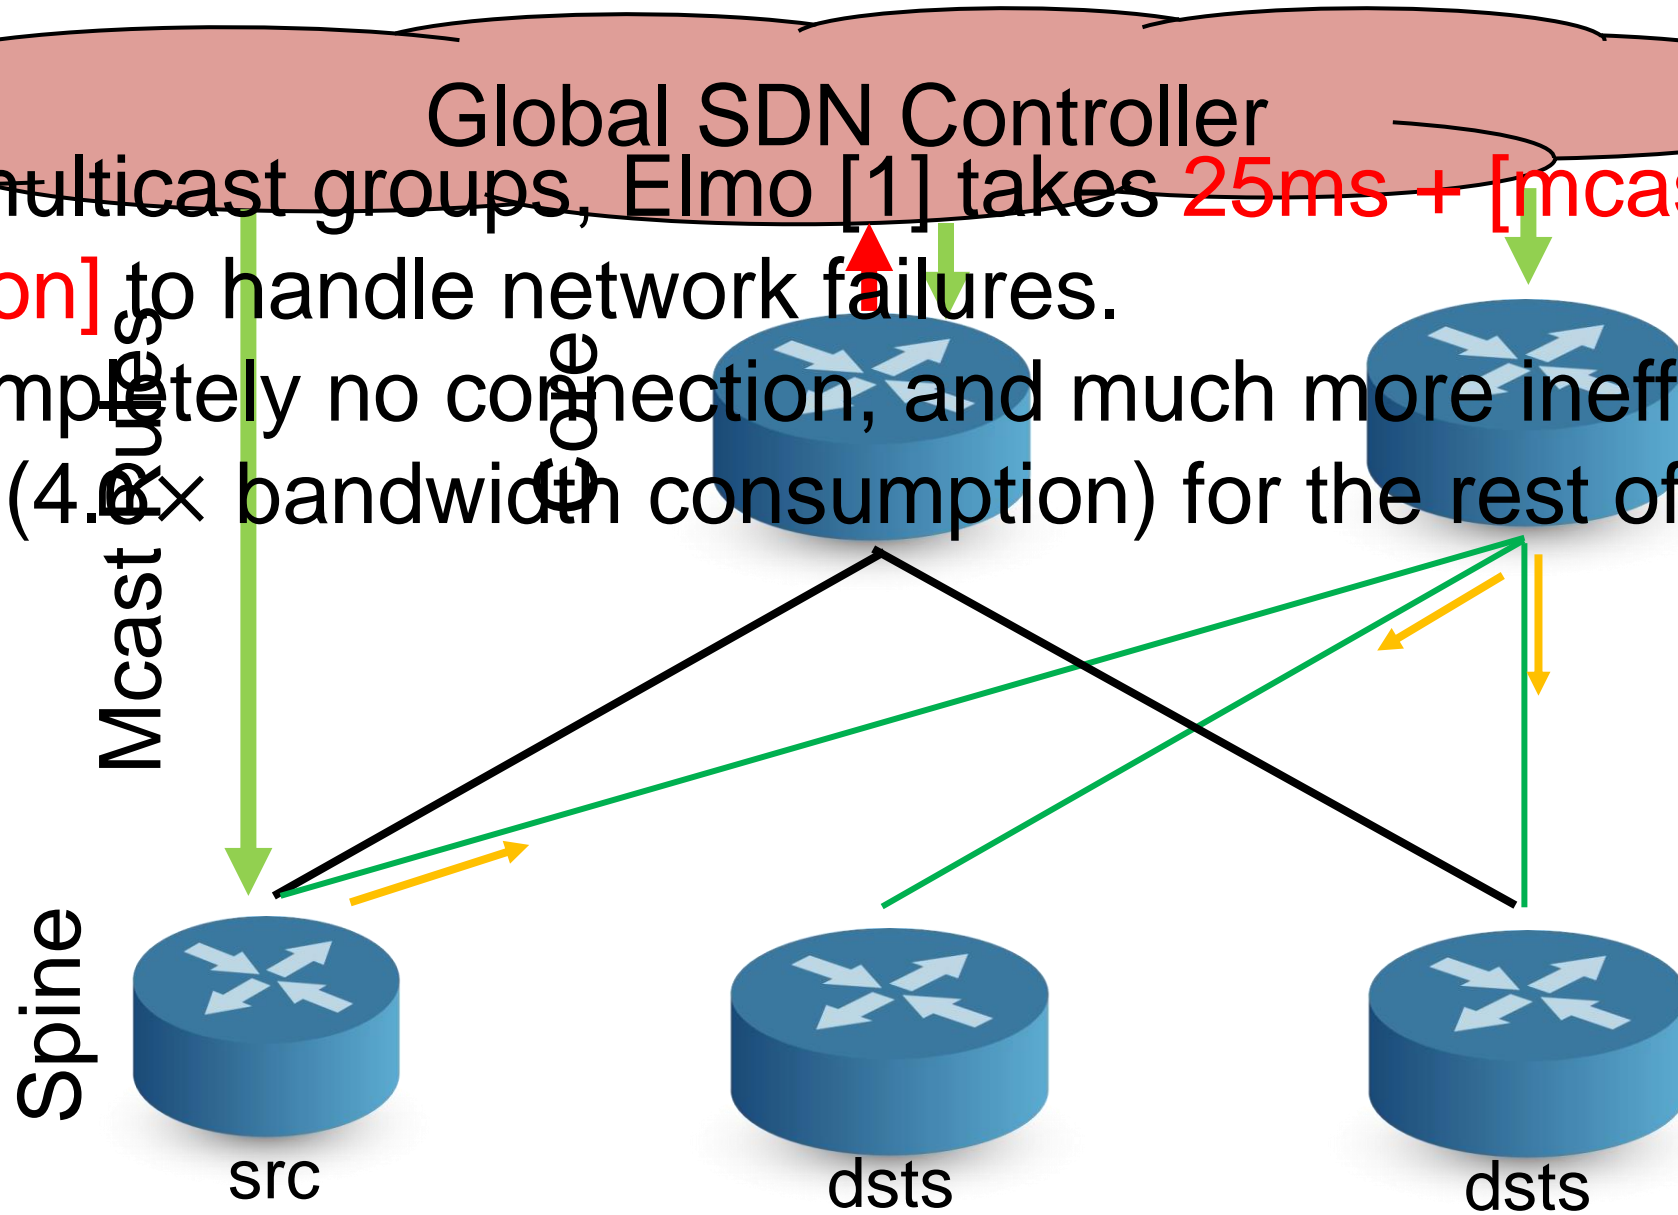 Global SDN Controller
multicast groups, Elmo [1] takes 25ms + [mcas
on] to handle network failures.
mpletely no connection, and much more ineff
(4. × bandwidth consumption) for the rest of
Mcast Rules
Core
Spine
src
dsts
dsts